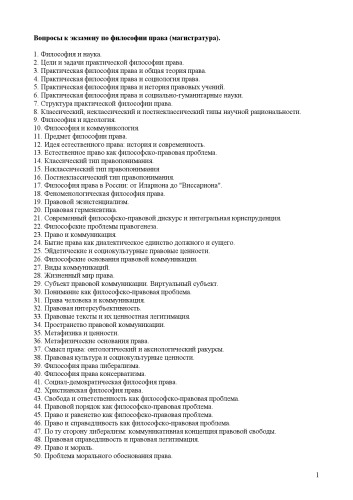 Вопросы к экзамену по философии права (магистратура).
1. Философия и наука.
2. Цели и задачи практической философии права.
3. Практическая философия права и общая теория права.
4. Практическая философия права и социология права.
5. Практическая философия права и история правовых учений.
6. Практическая философия права и социально-гуманитарные науки.
7. Структура практической философии права.
8. Классический, неклассический и постнеклассический типы научной рациональности.
9. Философия и идеология.
10. Философия и коммуникология.
11. Предмет философии права.
12. Идея естественного права: история и современность.
13. Естественное право как философско-правовая проблема.
14. Классический тип правопонимания.
15. Неклассический тип правопонимания
16. Постнеклассический тип правопонимания.
17. Философия права в России: от Илариона до "Виссариона".
18. Феноменологическая философия права.
19. Правовой экзистенциализм.
20. Правовая герменевтика.
21. Современный философско-правовой дискурс и интегральная юриспруденция.
22. Философские проблемы правогенеза.
23. Право и коммуникация.
24. Бытие права как диалектическое единство должного и сущего.
25. Эйдетические и социокультурные правовые ценности.
26. Философские основания правовой коммуникации.
27. Виды коммуникаций.
28. Жизненный мир права.
29. Субъект правовой коммуникации. Виртуальный субъект.
30. Понимание как философско-правовая проблема.
31. Права человека и коммуникация.
32. Правовая интерсубъективность.
33. Правовые тексты и их ценностная легитимация.
34. Пространство правовой коммуникации.
35. Метафизика и ценности.
36. Метафизические основания права.
37. Смысл права: онтологический и аксиологический ракурсы.
38. Правовая культура и социокультурные ценности.
39. Философия права либерализма.
40. Философия права консерватизма.
41. Социал-демократическая философия права.
42. Христианская философия права.
43. Свобода и ответственность как философско-правовая проблема.
44. Правовой порядок как философско-правовая проблема.
45. Право и равенство как философско-правовая проблема.
46. Право и справедливость как философско-правовая проблема.
47. По ту сторону либерализм: коммуникативная концепция правовой свободы.
48. Правовая справедливость и правовая легитимация.
49. Право и мораль.
50. Проблема морального обоснования права.
1